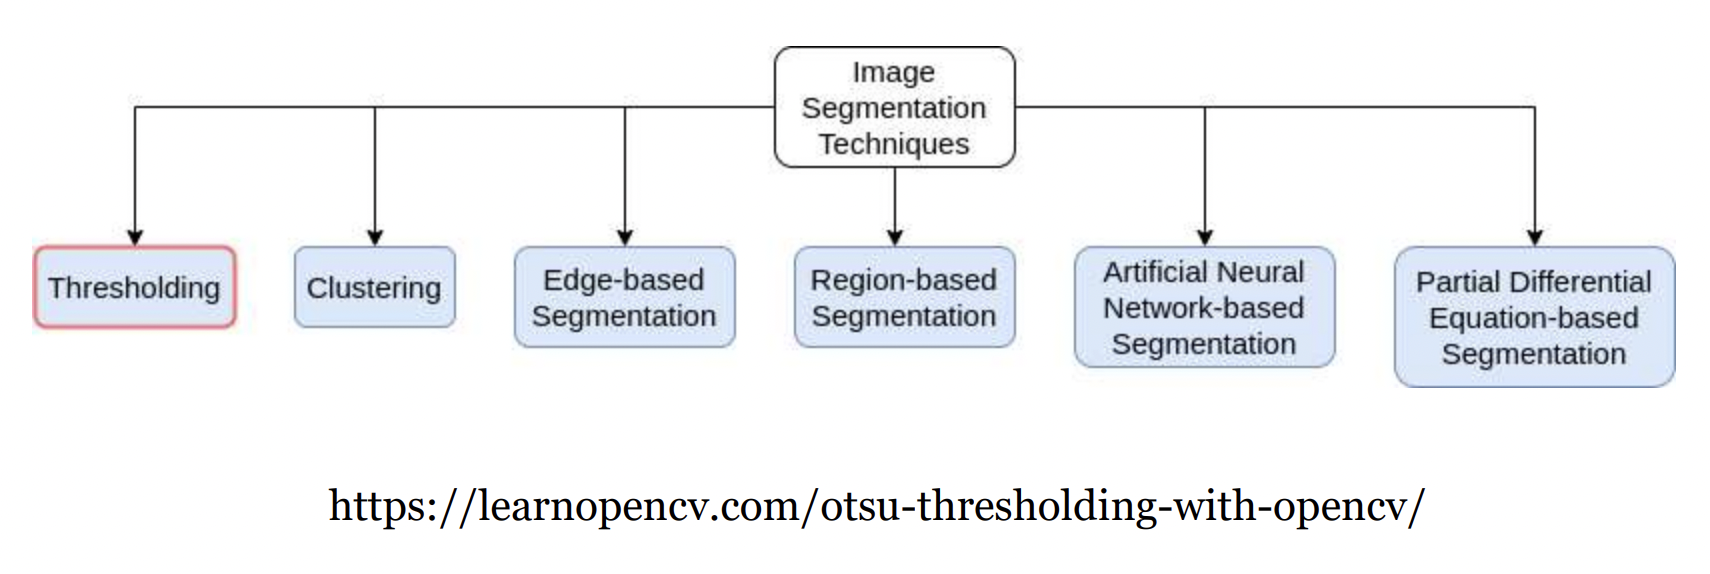 Image
Segmentation
Techniques
Thresholding
Clustering
Edge-based
Segmentation
Region-based
Segmentation
Artificial Neural
Network-based
Segmentation
Partial Differential
Equation-based
Segmentation
https://learnopencv.com/otsu-thresholding-with-opencv/